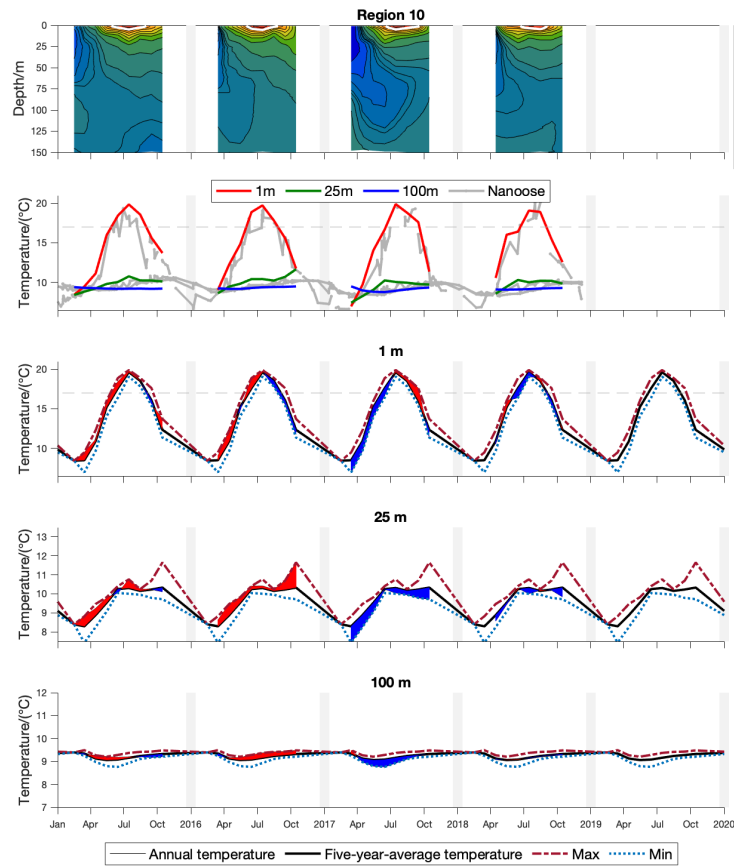 Region 10
Depth/m
0
25
50
75
100
125
150
1m 25m 100m Nanoose
Temperature/(°C)
20
15
10
1 m
Temperature/(°C)
20
15
10
25 m
Temperature/(°C)
13
12
11
10
9
8
100 m
Temperature/(°C)
12
11
10
9
8
7
Jan Apr Jul Oct 2016 Apr Jul Oct 2017 Apr Jul Oct 2018 Apr Jul Oct 2019 Apr Jul Oct 2020
Annual temperature Five-year-average temperature Max Min